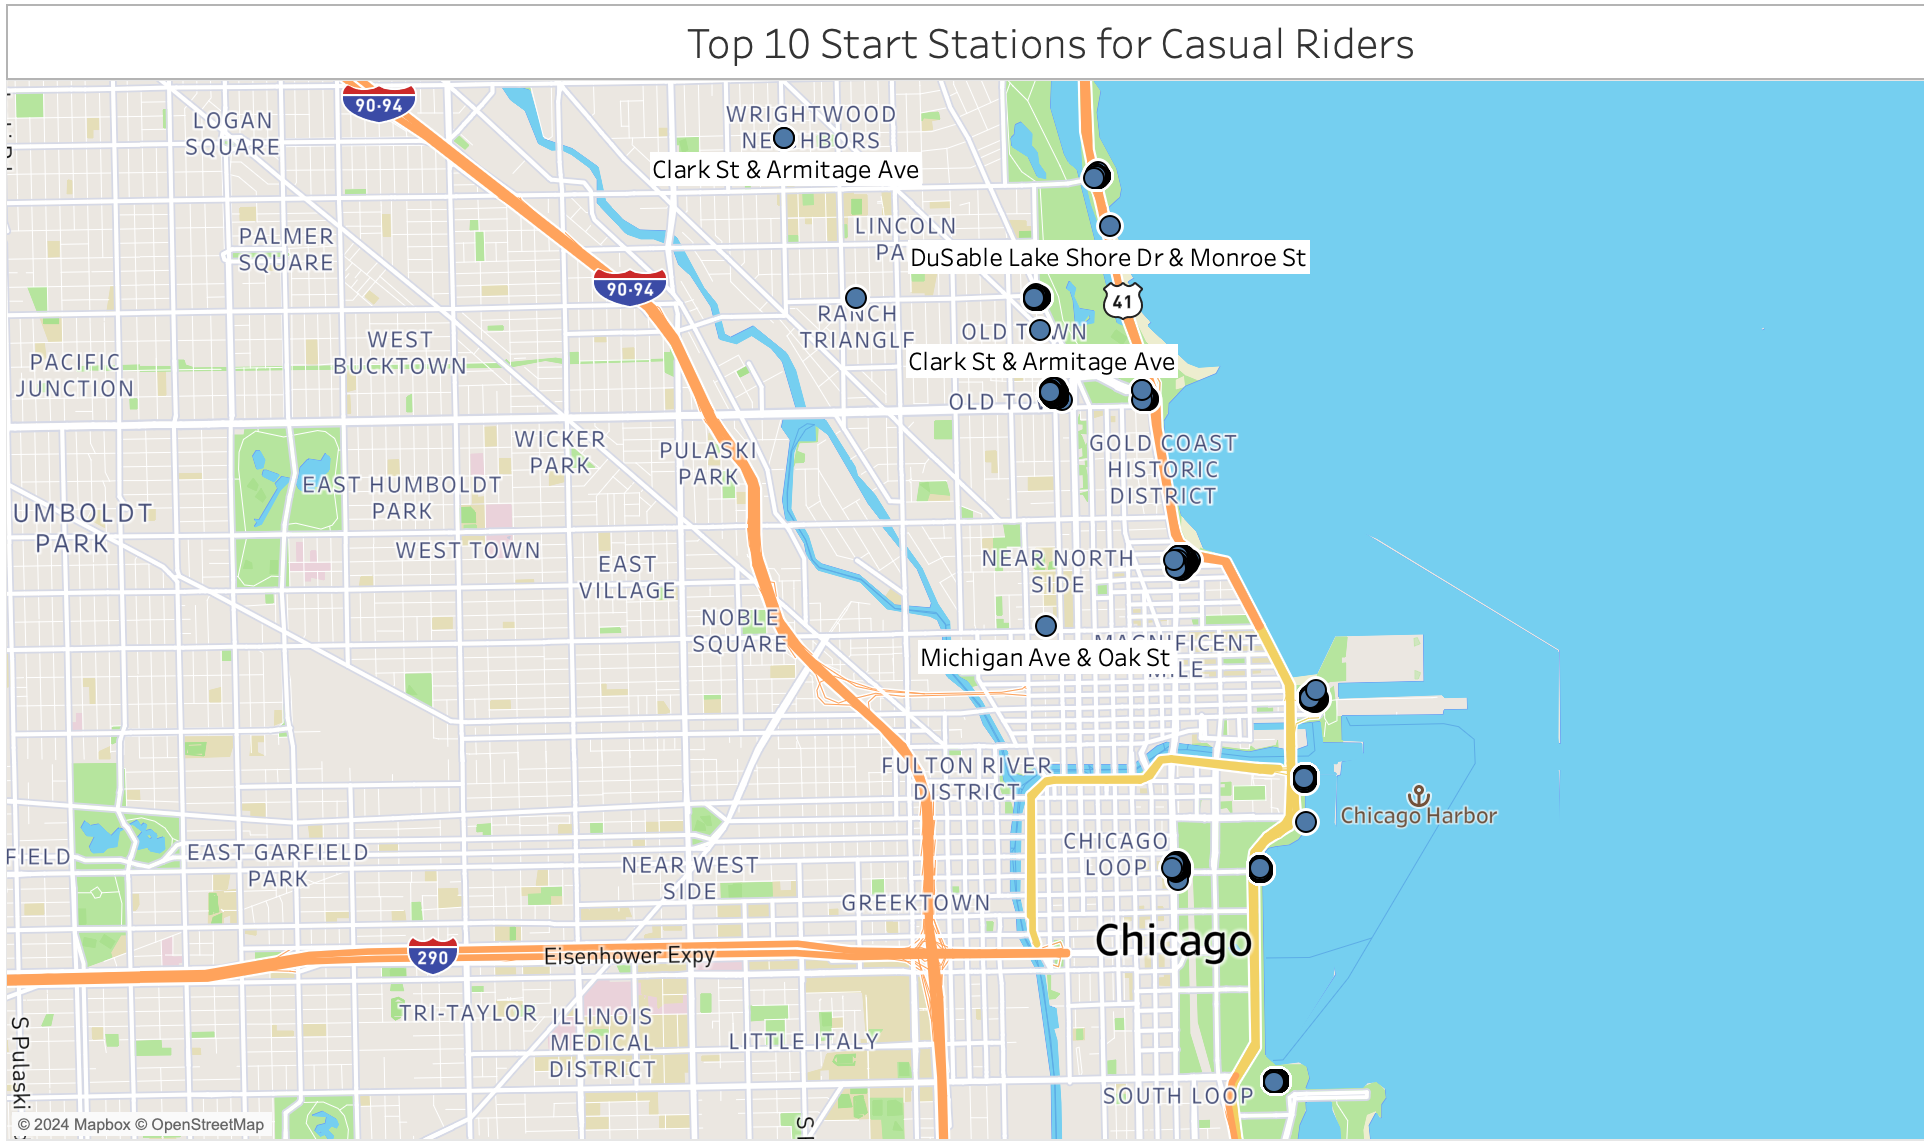 Top 10 Start Stations for Casual Riders
90-94
LOGAN
SQUARE
WRIGHTWOOD
NE HBORS
Clark St & Armitage Ave
PALMER
SQUARE
LINCOLN
PA
DuSable Lake Shore Dr & Monroe St
90-94
41
RANCH
TRIANGLE
OLD T WN
WEST
BUCKTOWN
PACIFIC
JUNCTION
Clark St & Armitage Ave
OLD TO
WICKER
PARK
PULASKI
PARK
GOLD COAST
HISTORIC
DISTRICT
EAST HUMBOLDT
PARK
UMBOLDT
PARK
WEST TOWN
EAST
VILLAGE
NEAR NORTH
SIDE
NOBLE
SQUARE
MAGNIFICENT
MILE
Michigan Ave & Oak St
FULTON RIVER
DISTRICT
Chicago Harbor
CHICAGO
LOOP
FIELD
EAST GARFIELD
PARK
NEAR WEST
SIDE
GREEKTOWN
Chicago
290
Eisenhower Expy
TRI-TAYLOR
ILLINOIS
MEDICAL
DISTRICT
LITTLE ITALY
S Pulaski
SOUTH LOOP
© 2024 Mapbox © OpenStreetMap